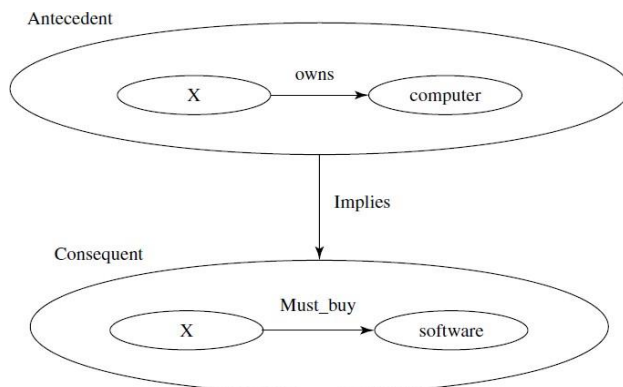 Antecedent
owns
X
computer
Implies
Consequent
Must_buy
X
software